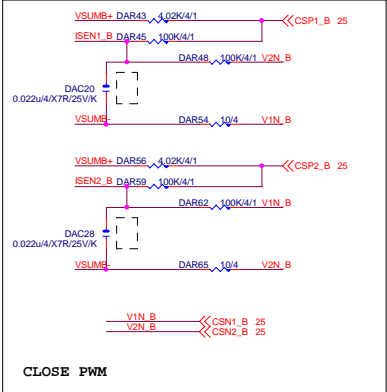 VSUMB+ DAR43 4.02K/4/1 CSP1_B 25
ISEN1_B DAR45 100K/4/1
DAR48 100K/4/1 V2N_B
DAC20
0.022u/4/X7R/25V/K
VSUMB- DAR54 10/4 V1N_B
VSUMB+ DAR56 4.02K/4/1 CSP2_B 25
ISEN2_B DAR59 100K/4/1
DAR62 100K/4/1 V1N_B
DAC28
0.022u/4/X7R/25V/K
VSUMB- DAR65 10/4 V2N_B
V1N_B CSN1_B 25
V2N_B CSN2_B 25
CLOSE PWM